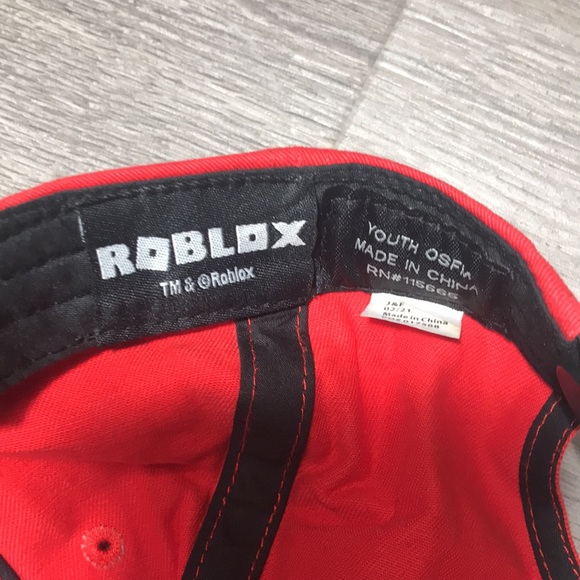 ROBLOX
TM & ©Roblox
YOUTH OSFM
MADE IN CHINA
RN#115665
J&F
02/21
Made in China